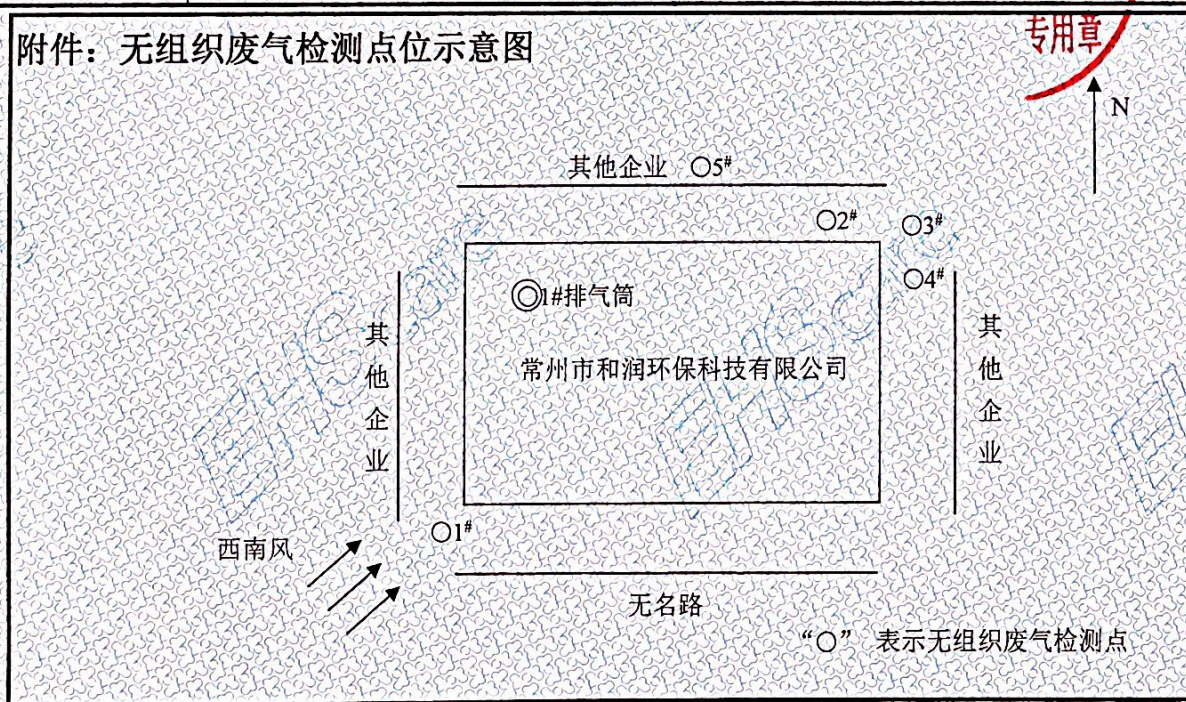 附件：无组织废气检测点位示意图
专用章
N
其他企业 ○5#
○2#
○3#
○4#
◎1#排气筒
其他企业
常州市和润环保科技有限公司
其他企业
○1#
西南风
无名路
“○” 表示无组织废气检测点
EHScare
EHScare